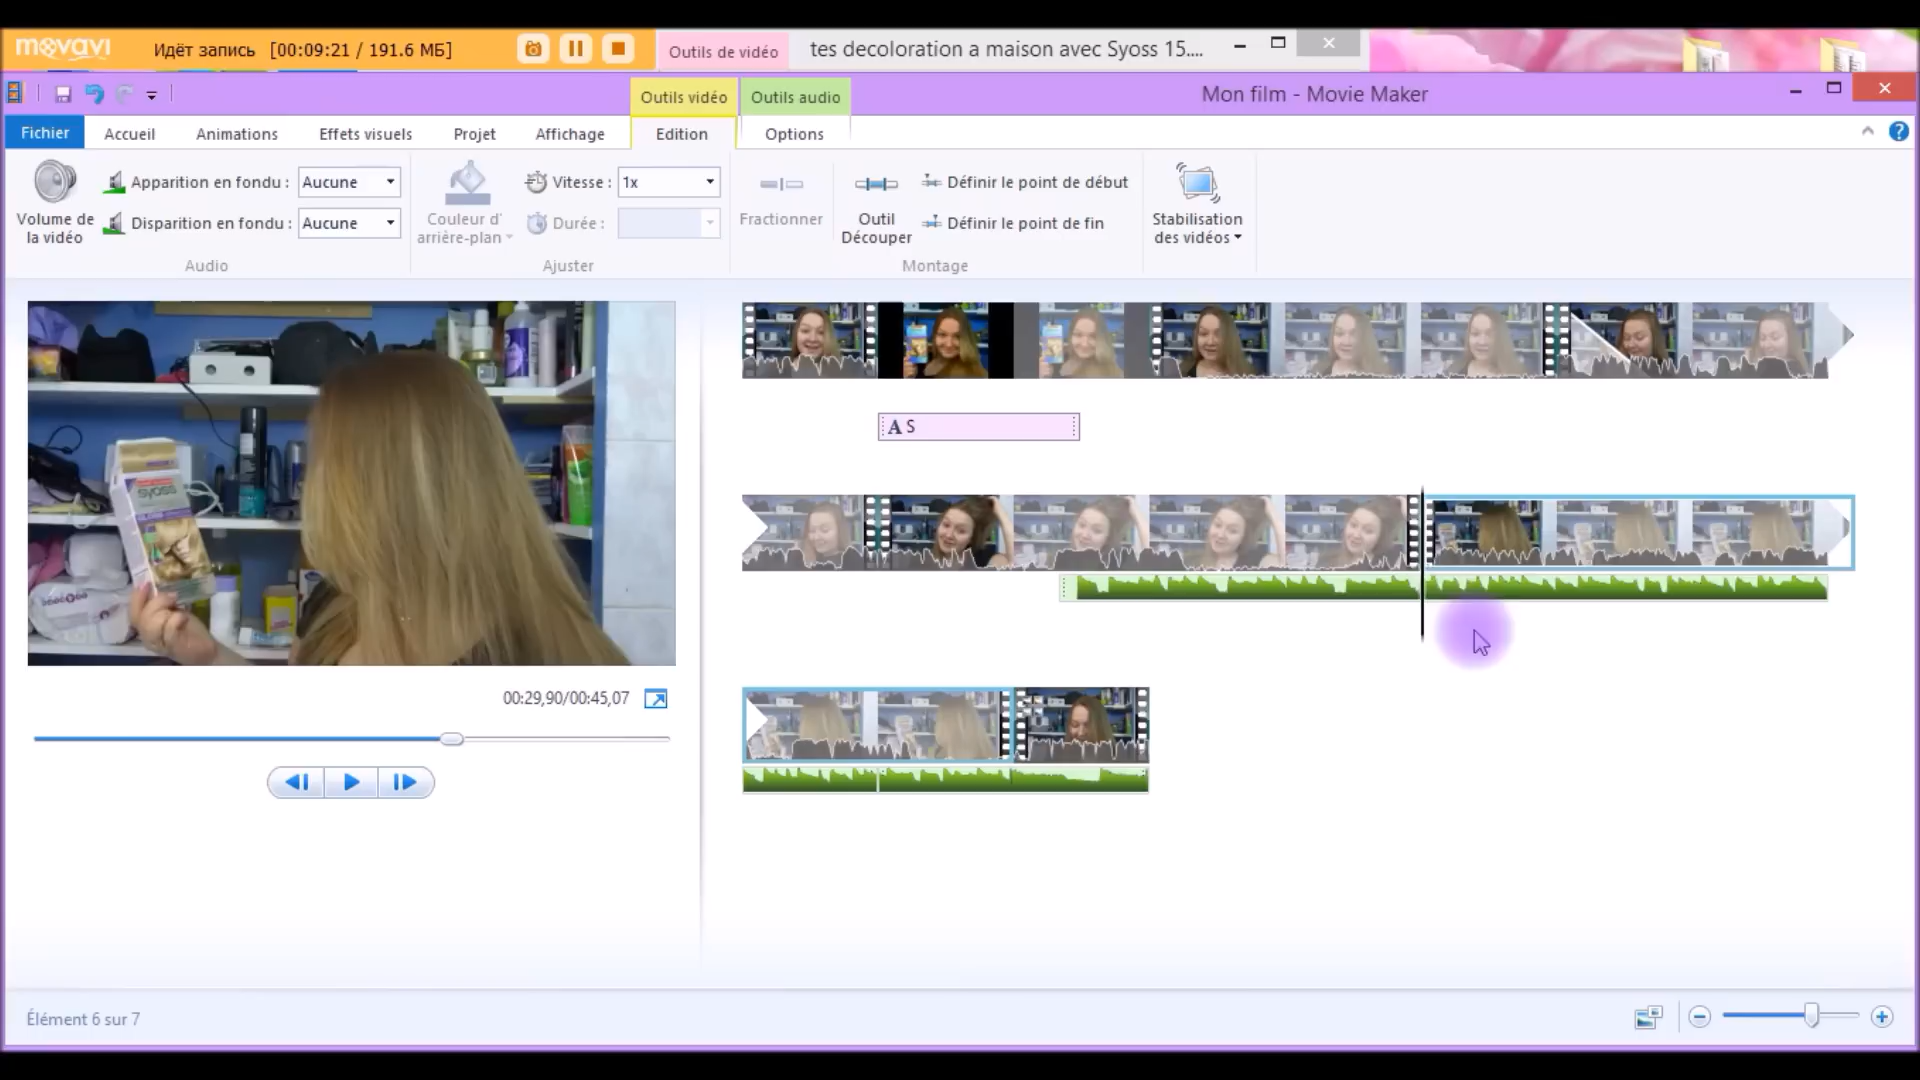 movavi Идёт запись [00:09:21 / 191.6 МБ] Outils de vidéo tes decoloration a maison avec Syoss 15....
Outils vidéo Outils audio Mon film - Movie Maker
Fichier Accueil Animations Effets visuels Projet Affichage Edition Options
Volume de la vidéo
Apparition en fondu : Aucune
Disparition en fondu : Aucune
Audio
Couleur d'
arrière-plan
Vitesse : 1x
Durée :
Ajuster
Fractionner
Outil
Découper
Définir le point de début
Définir le point de fin
Montage
Stabilisation
des vidéos
syoss
A S
00:29,90/00:45,07
Élément 6 sur 7